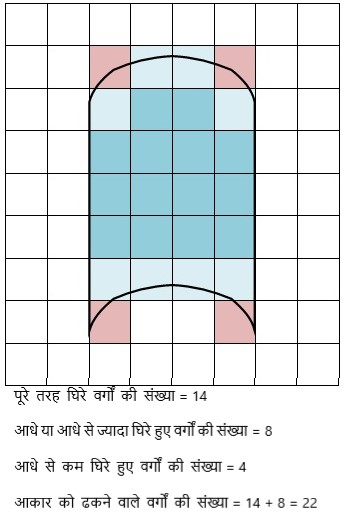 पूरे तरह घिरे वर्गों की संख्या = 14
आधे या आधे से ज्यादा घिरे हुए वर्गों की संख्या = 8
आधे से कम घिरे हुए वर्गों की संख्या = 4
आकार को ढकने वाले वर्गों की संख्या = 14 + 8 = 22